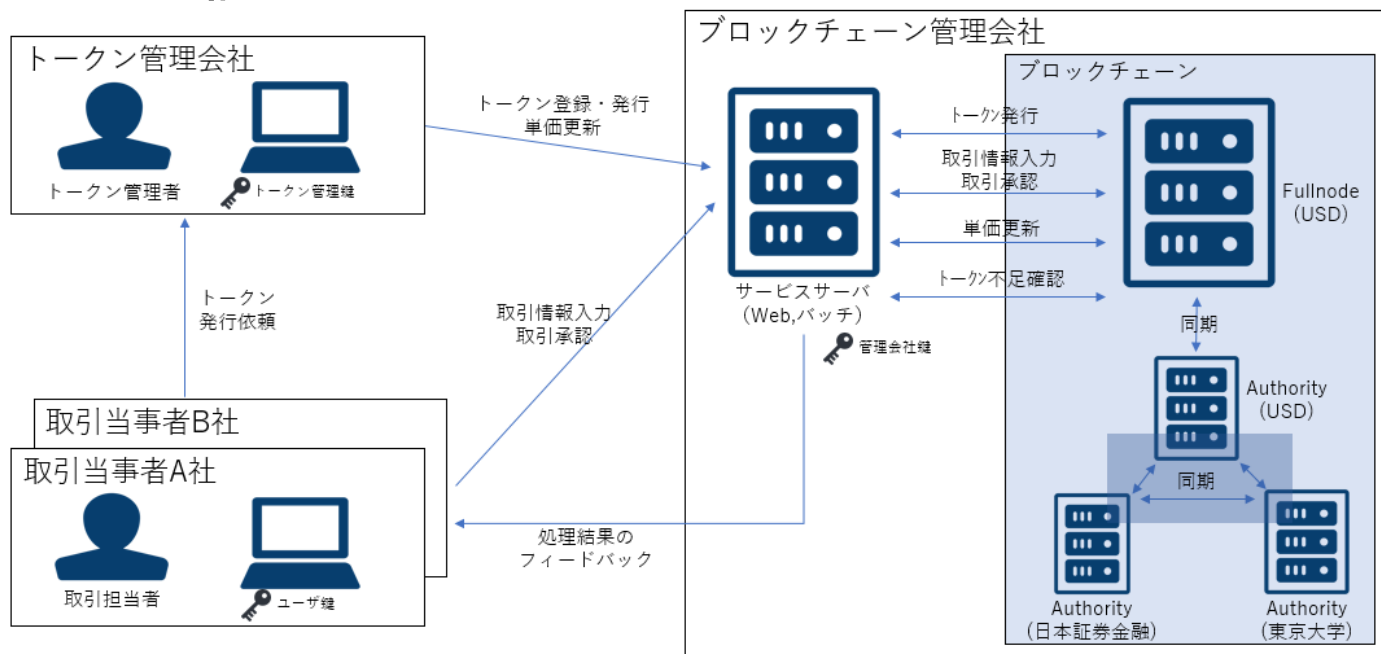 トークン管理会社
トークン管理者
トークン管理鍵
トークン登録・発行
単価更新
トークン
発行依頼
取引当事者B社
取引当事者A社
取引担当者
ユーザ鍵
取引情報入力
取引承認
処理結果の
フィードバック
ブロックチェーン管理会社
サービスサーバ
(Web,バッチ)
管理会社鍵
ブロックチェーン
トークン発行
取引情報入力
取引承認
単価更新
トークン不足確認
Fullnode
(USD)
同期
Authority
(USD)
同期
Authority
(日本証券金融)
Authority
(東京大学)